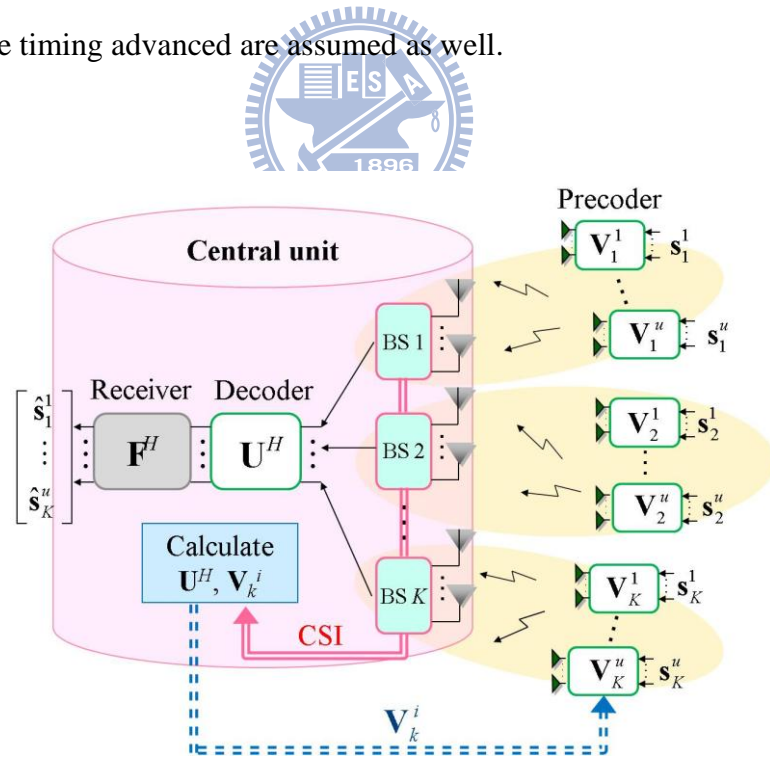 e timing advanced are assumed as well.
E S A
1896
Precoder
Central unit
V_1^1 s_1^1
V_1^u s_1^u
BS 1
Receiver Decoder
ŝ_1^1
F^H U^H
ŝ_K^u
BS 2
V_2^1 s_2^1
V_2^u s_2^u
Calculate
U^H, V_k^i
BS K
V_K^1 s_K^1
V_K^u s_K^u
CSI
V_k^i